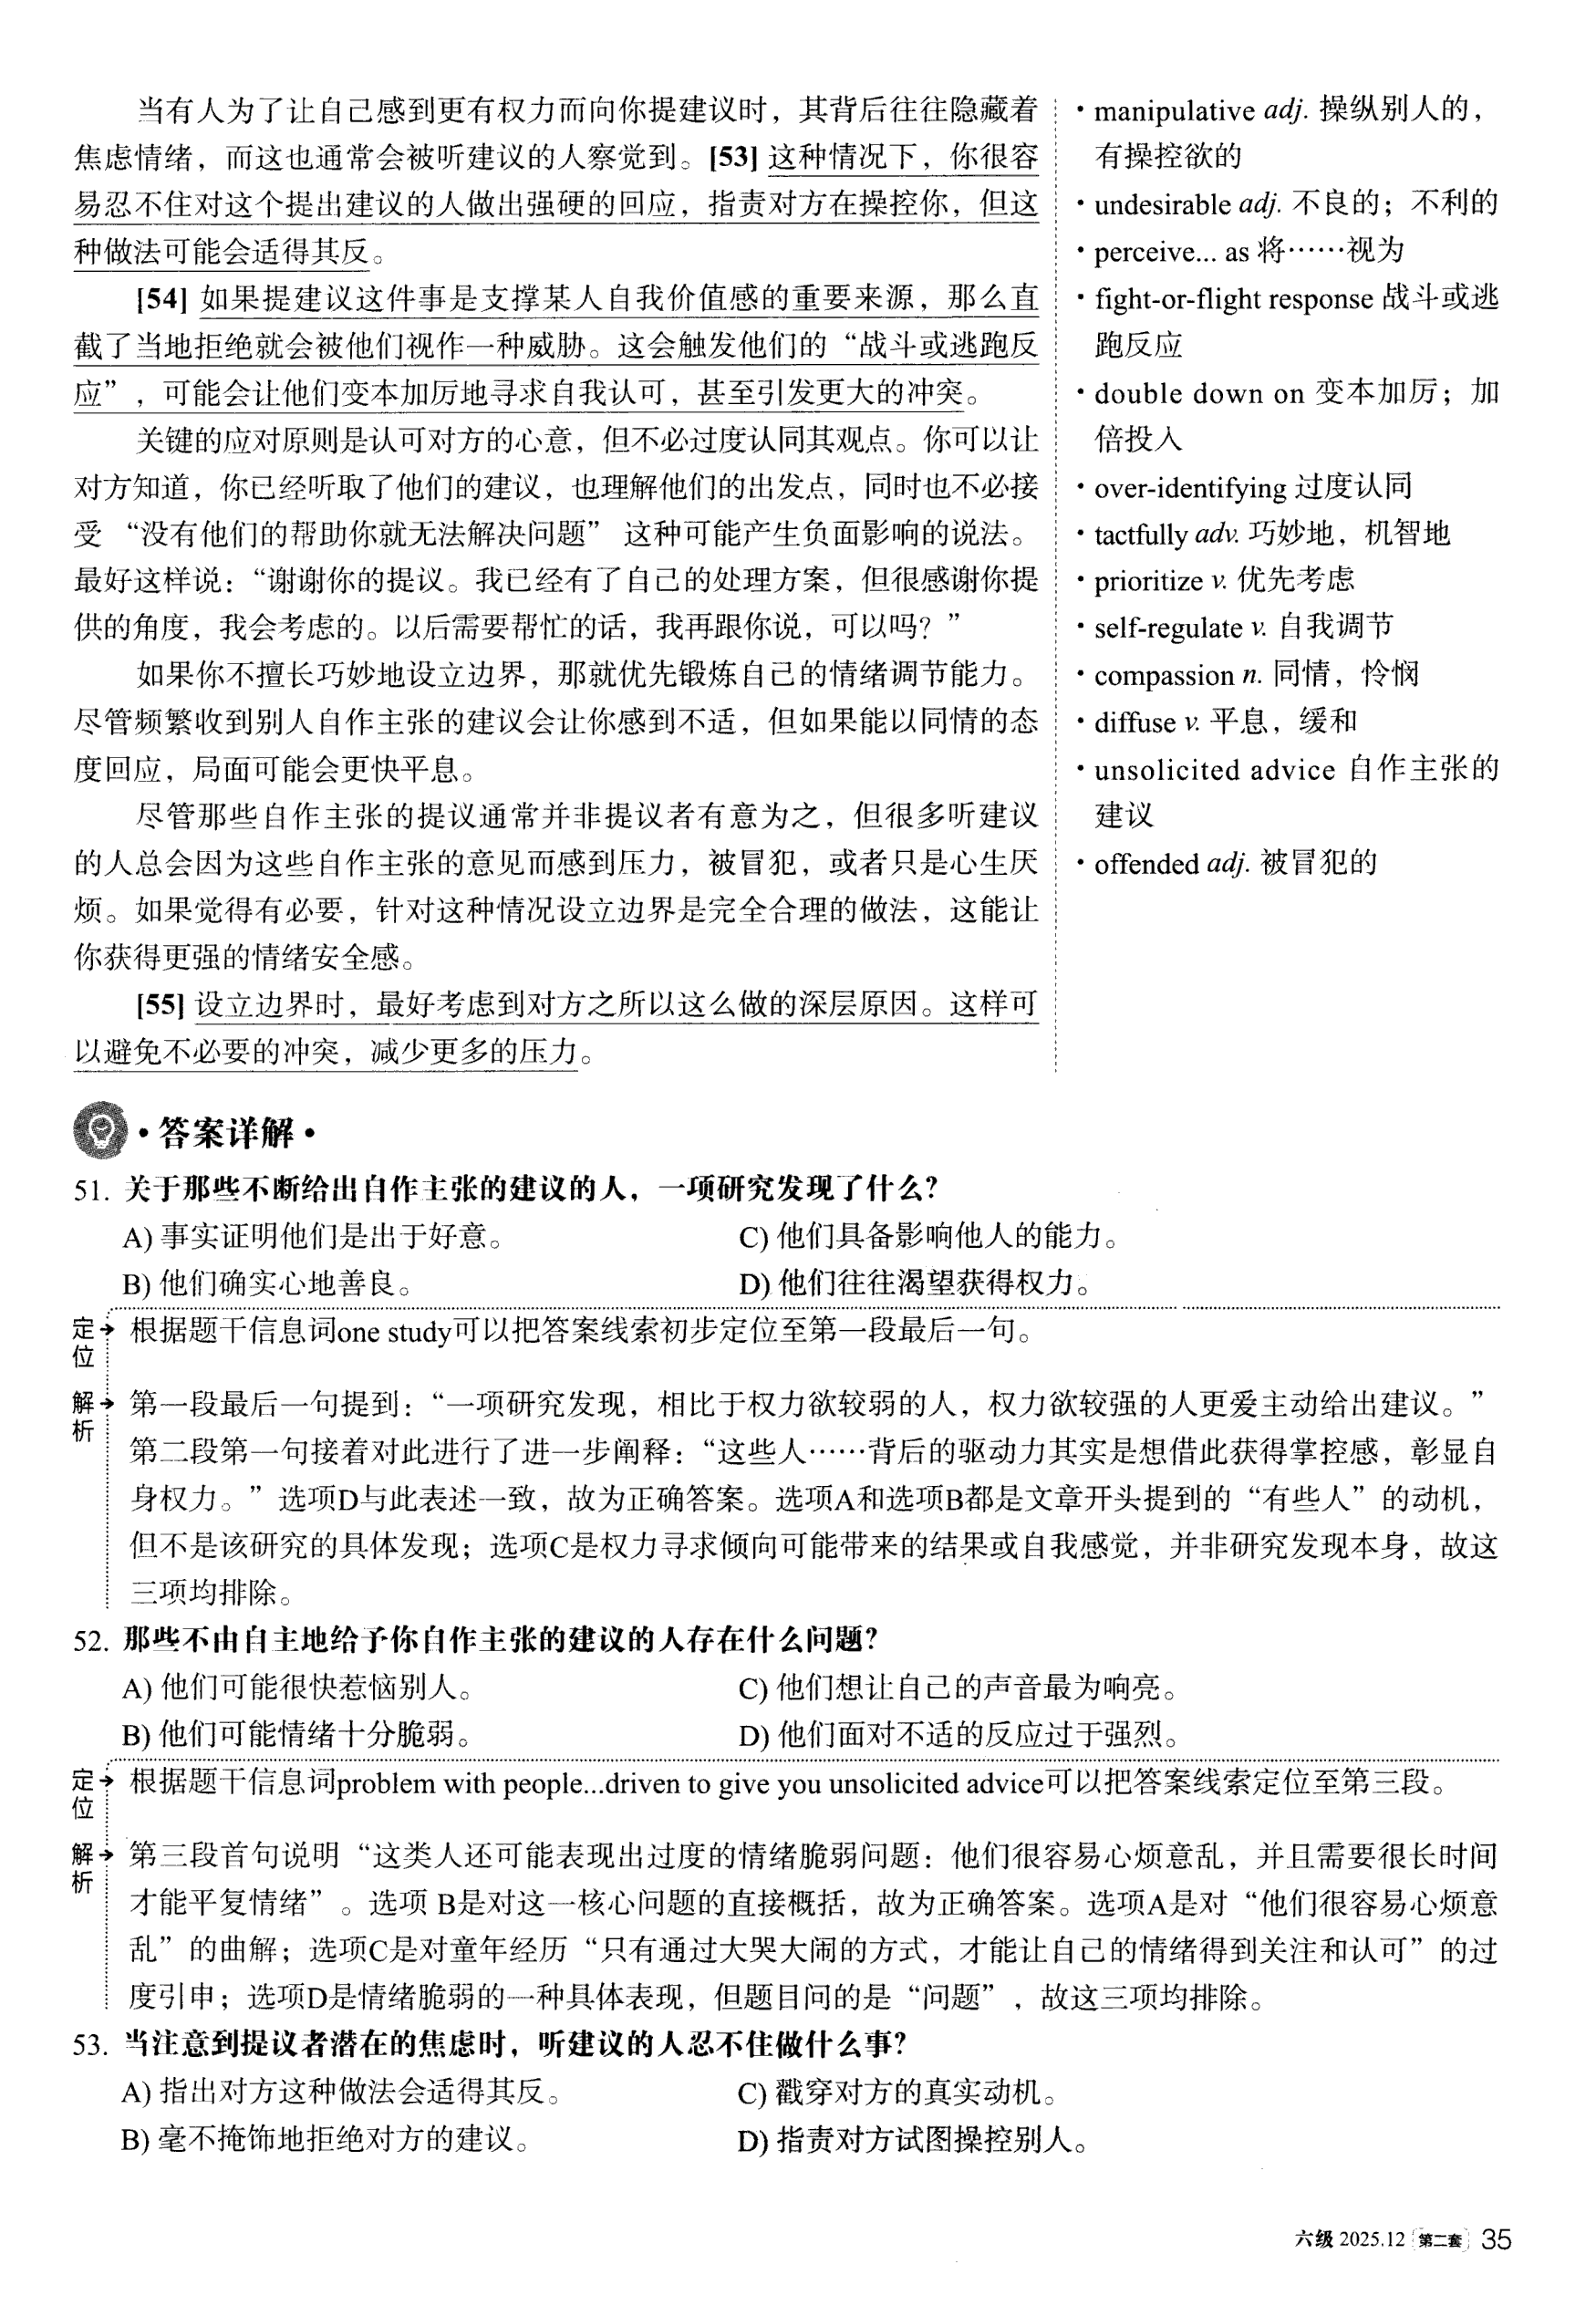 当有人为了让自己感到更有权力而向你提建议时，其背后往往隐藏着
焦虑情绪，而这也通常会被听建议的人察觉到。[53] 这种情况下，你很容
易忍不住对这个提出建议的人做出强硬的回应，指责对方在操控你，但这
种做法可能会适得其反。
[54] 如果提建议这件事是支撑某人自我价值感的重要来源，那么直
截了当地拒绝就会被他们视作一种威胁。这会触发他们的“战斗或逃跑反
应”，可能会让他们变本加厉地寻求自我认可，甚至引发更大的冲突。
关键的应对原则是认可对方的心意，但不必过度认同其观点。你可以让
对方知道，你已经听取了他们的建议，也理解他们的出发点，同时也不必接
受“没有他们的帮助你就无法解决问题”这种可能产生负面影响的说法。
最好这样说：“谢谢你的提议。我已经有了自己的处理方案，但很感谢你提
供的角度，我会考虑的。以后需要帮忙的话，我再跟你说，可以吗？”
如果你不擅长巧妙地设立边界，那就优先锻炼自己的情绪调节能力。
尽管频繁收到别人自作主张的建议会让你感到不适，但如果能以同情的态
度回应，局面可能会更快平息。
尽管那些自作主张的提议通常并非提议者有意为之，但很多听建议
的人总会因为这些自作主张的意见而感到压力，被冒犯，或者只是心生厌
烦。如果觉得有必要，针对这种情况设立边界是完全合理的做法，这能让
你获得更强的情绪安全感。
[55] 设立边界时，最好考虑到对方之所以这么做的深层原因。这样可
以避免不必要的冲突，减少更多的压力。
·manipulative adj. 操纵别人的，
有操控欲的
·undesirable adj. 不良的；不利的
·perceive... as 将……视为
·fight-or-flight response 战斗或逃
跑反应
·double down on 变本加厉；加
倍投入
·over-identifying 过度认同
·tactfully adv. 巧妙地，机智地
·prioritize v. 优先考虑
·self-regulate v. 自我调节
·compassion n. 同情，怜悯
·diffuse v. 平息，缓和
·unsolicited advice 自作主张的
建议
·offended adj. 被冒犯的
·答案详解·
51. 关于那些不断给出自作主张的建议的人，一项研究发现了什么？
A) 事实证明他们是出于好意。 C) 他们具备影响他人的能力。
B) 他们确实心地善良。 D) 他们往往渴望获得权力。
定位→根据题干信息词one study可以把答案线索初步定位至第一段最后一句。
解析→第一段最后一句提到：“一项研究发现，相比于权力欲较弱的人，权力欲较强的人更爱主动给出建议。”
第二段第一句接着对此进行了进一步阐释：“这些人……背后的驱动力其实是想借此获得掌控感，彰显自
身权力。”选项D与此表述一致，故为正确答案。选项A和选项B都是文章开头提到的“有些人”的动机，
但不是该研究的具体发现；选项C是权力寻求倾向可能带来的结果或自我感觉，并非研究发现本身，故这
三项均排除。
52. 那些不由自主地给予你自作主张的建议的人存在什么问题？
A) 他们可能很快惹恼别人。 C) 他们想让自己的声音最为响亮。
B) 他们可能情绪十分脆弱。 D) 他们面对不适的反应过于强烈。
定位→根据题干信息词problem with people...driven to give you unsolicited advice可以把答案线索定位至第三段。
解析→第三段首句说明“这类人还可能表现出过度的情绪脆弱问题：他们很容易心烦意乱，并且需要很长时间
才能平复情绪”。选项 B是对这一核心问题的直接概括，故为正确答案。选项A是对“他们很容易心烦意
乱”的曲解；选项C是对童年经历“只有通过大哭大闹的方式，才能让自己的情绪得到关注和认可”的过
度引申；选项D是情绪脆弱的一种具体表现，但题目问的是“问题”，故这三项均排除。
53. 当注意到提议者潜在的焦虑时，听建议的人忍不住做什么事？
A) 指出对方这种做法会适得其反。 C) 戳穿对方的真实动机。
B) 毫不掩饰地拒绝对方的建议。 D) 指责对方试图操控别人。
六级 2025.12 第二套 35